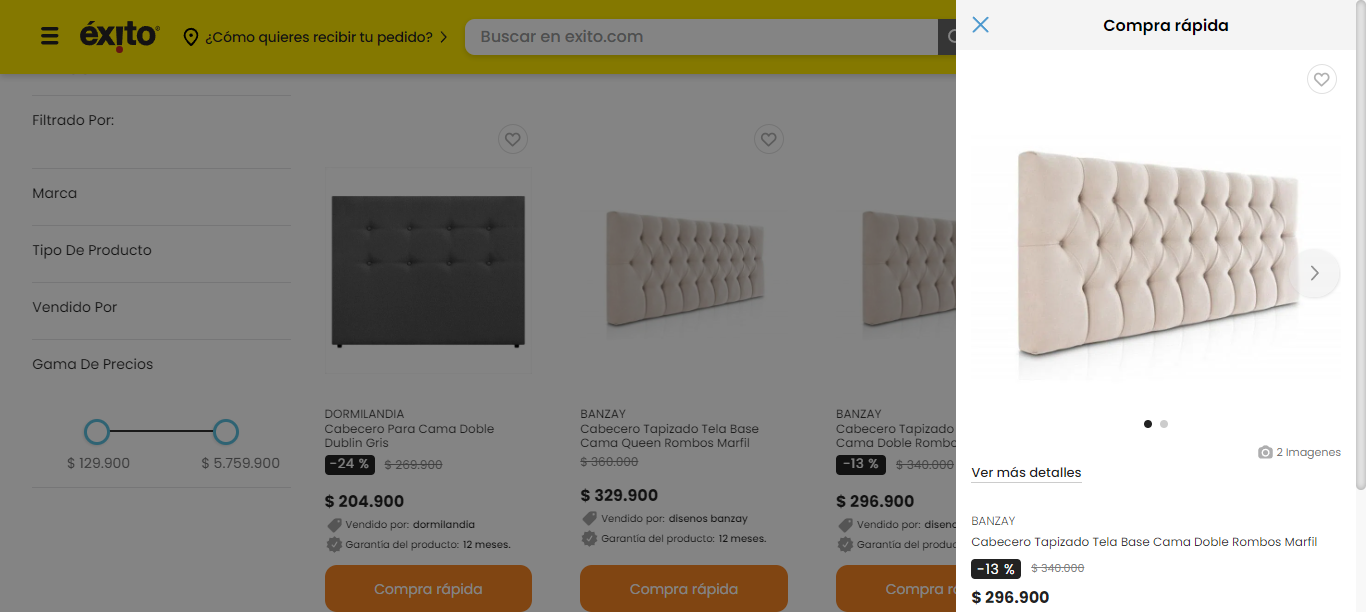 éxito
¿Cómo quieres recibir tu pedido?
Buscar en exito.com
Filtrado Por:
Marca
Tipo De Producto
Vendido Por
Gama De Precios
$ 129.900
$ 5.759.900
DORMILANDIA
Cabecero Para Cama Doble
Dublin Gris
-24 % $ 269.900
$ 204.900
Vendido por: dormilandia
Garantía del producto: 12 meses.
Compra rápida
BANZAY
Cabecero Tapizado Tela Base
Cama Queen Rombos Marfil
$ 360.000
$ 329.900
Vendido por: disenos banzay
Garantía del producto: 12 meses.
Compra rápida
BANZAY
Cabecero Tapizado
Cama Doble Rombo
-13 % $ 340.000
$ 296.900
Vendido por: diseno
Garantía del produc
Compra r
Compra rápida
2 Imagenes
Ver más detalles
BANZAY
Cabecero Tapizado Tela Base Cama Doble Rombos Marfil
-13 % $ 340.000
$ 296.900